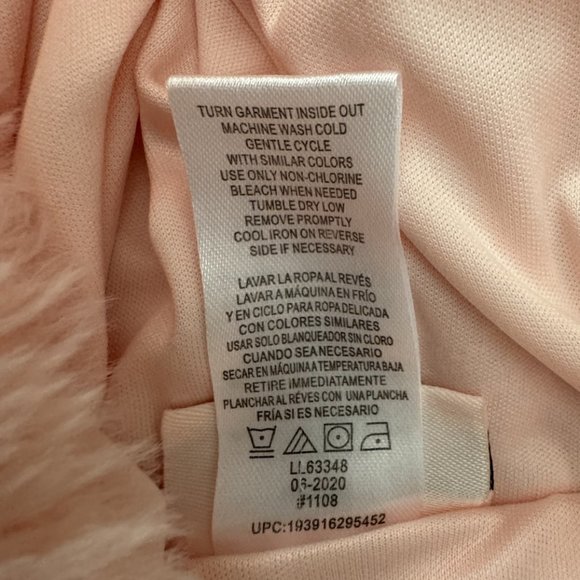 TURN GARMENT INSIDE OUT
MACHINE WASH COLD
GENTLE CYCLE
WITH SIMILAR COLORS
USE ONLY NON-CHLORINE
BLEACH WHEN NEEDED
TUMBLE DRY LOW
REMOVE PROMPTLY
COOL IRON ON REVERSE
SIDE IF NECESSARY
LAVAR LA ROPA AL REVÉS
LAVAR A MÁQUINA EN FRÍO
Y EN CICLO PARA ROPA DELICADA
CON COLORES SIMILARES
USAR SOLO BLANQUEADOR SIN CLORO
CUANDO SEA NECESARIO
SECAR EN MÁQUINA A TEMPERATURA BAJA
RETIRE IMMEDIATAMENTE
PLANCHAR AL RÉVES CON UNA PLANCHA
FRÍA SI ES NECESARIO
LL63348
06-2020
#1108
UPC:193916295452